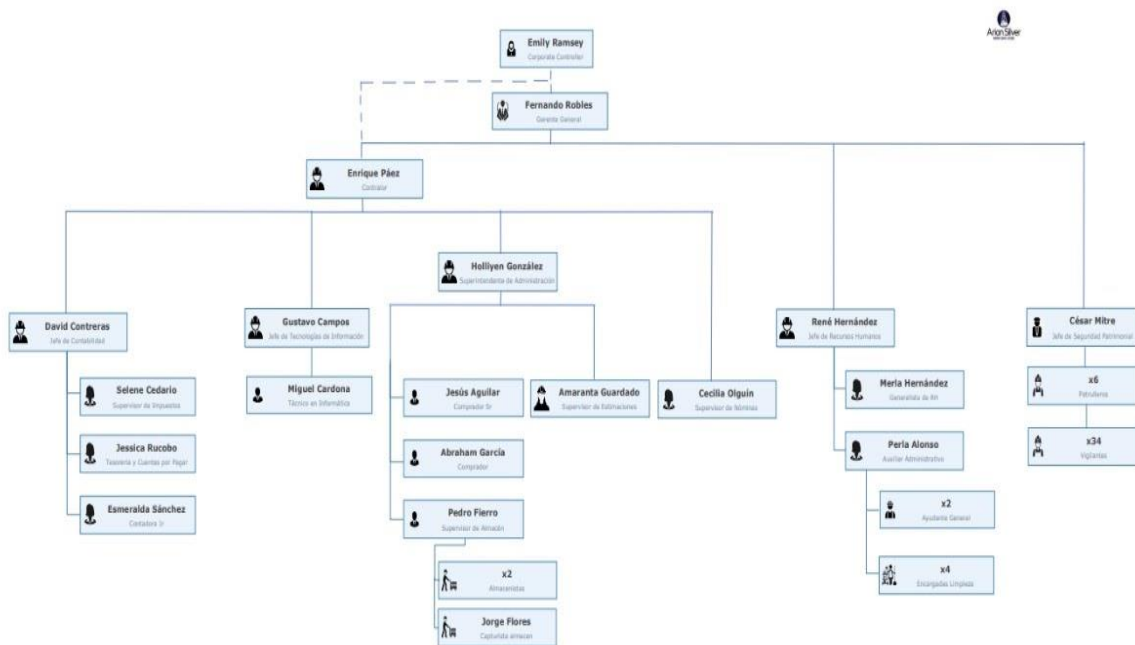 Arian Silver
Emily Ramsey
Corporate Controller
Fernando Robles
Gerente General
Enrique Páez
Contralor
Holliyen González
Superintendente de Administración
David Contreras
Jefe de Contabilidad
Gustavo Campos
Jefe de Tecnologías de Información
René Hernández
Jefe de Recursos Humanos
César Mitre
Jefe de Seguridad Patrimonial
Selene Cedario
Supervisor de Impuestos
Miguel Cardona
Técnico en Informática
Jesús Aguilar
Comprador Sr
Amaranta Guardado
Supervisor de Estimaciones
Cecilia Olguin
Supervisor de Nóminas
Merla Hernández
Generalista de RH
x6
Patrulleros
Jessica Rucobo
Tesorería y Cuentas por Pagar
Abraham García
Comprador
Perla Alonso
Auxiliar Administrativo
x34
Vigilantes
Esmeralda Sánchez
Contadora Jr
Pedro Fierro
Supervisor de Almacén
x2
Ayudante General
x2
Almacenistas
x4
Encargadas Limpieza
Jorge Flores
Capturista almacen